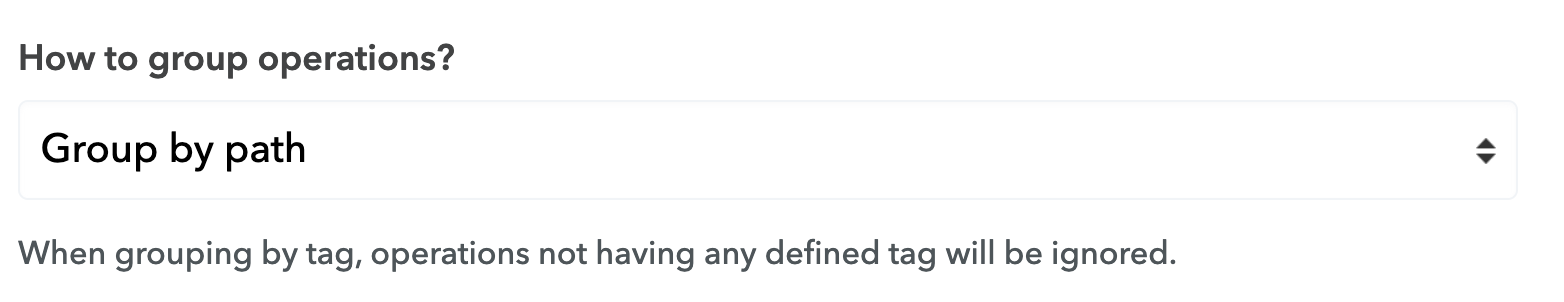 How to group operations?
Group by path
When grouping by tag, operations not having any defined tag will be ignored.